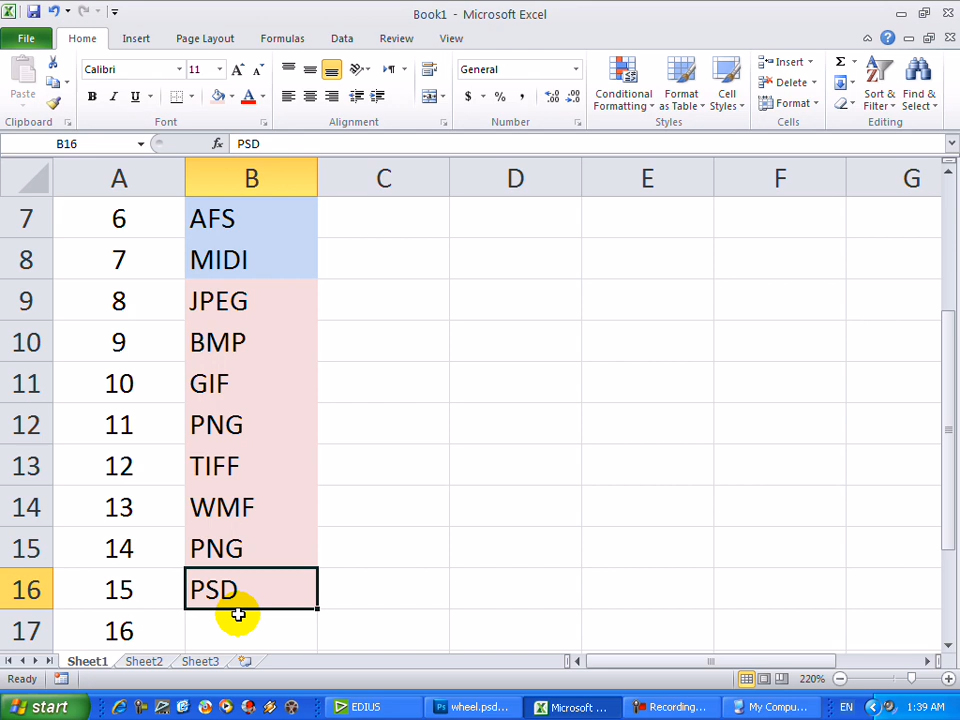 Book1 - Microsoft Excel
File Home Insert Page Layout Formulas Data Review View
Paste
Calibri 11
B I U A
General
$ % ,
Conditional Formatting
Format as Table
Cell Styles
Insert
Delete
Format
Σ
Sort & Filter
Find & Select
Clipboard Font Alignment Number Styles Cells Editing
B16 fx PSD
A B C D E F G
7 6 AFS
8 7 MIDI
9 8 JPEG
10 9 BMP
11 10 GIF
12 11 PNG
13 12 TIFF
14 13 WMF
15 14 PNG
16 15 PSD
17 16
Sheet1 Sheet2 Sheet3
Ready 220%
start EDIUS wheel.psd... Microsoft ... Recording... My Compu... EN 1:39 AM